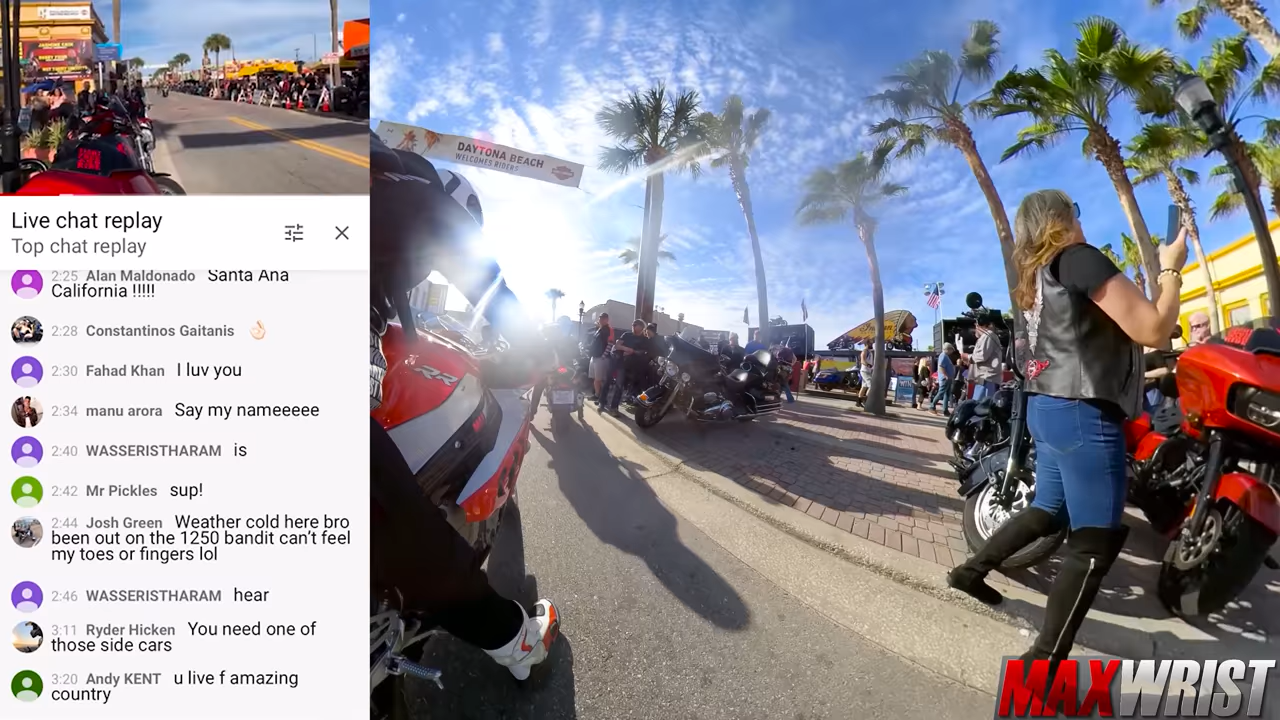 DAYTONA BEACH
WELCOMES RIDERS
RR
Live chat replay
Top chat replay
2:25 Alan Maldonado Santa Ana
California !!!!!
2:28 Constantinos Gaitanis 👌🏻
2:30 Fahad Khan I luv you
2:34 manu arora Say my nameeeee
2:40 WASSERISTHARAM is
2:42 Mr Pickles sup!
2:44 Josh Green Weather cold here bro
been out on the 1250 bandit can't feel
my toes or fingers lol
2:46 WASSERISTHARAM hear
3:11 Ryder Hicken You need one of
those side cars
3:20 Andy KENT u live f amazing
country
MAXWRIST